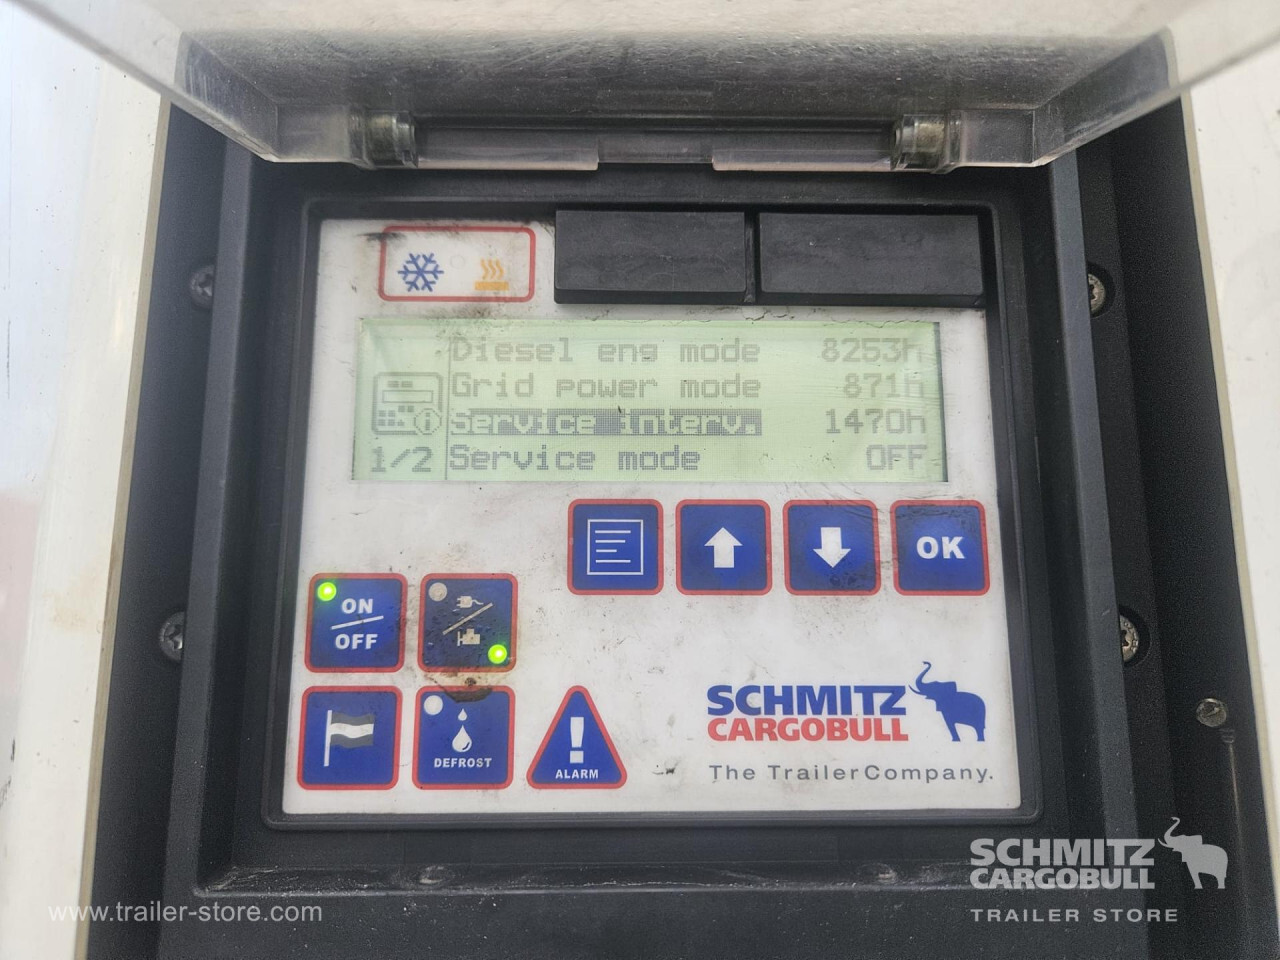 Diesel eng mode 8253h
Grid power mode 871h
Service interv. 1470h
1/2 Service mode OFF
OK
ON
OFF
DEFROST
ALARM
SCHMITZ
CARGOBULL
The TrailerCompany.
SCHMITZ
CARGOBULL
TRAILER STORE
www.trailer-store.com